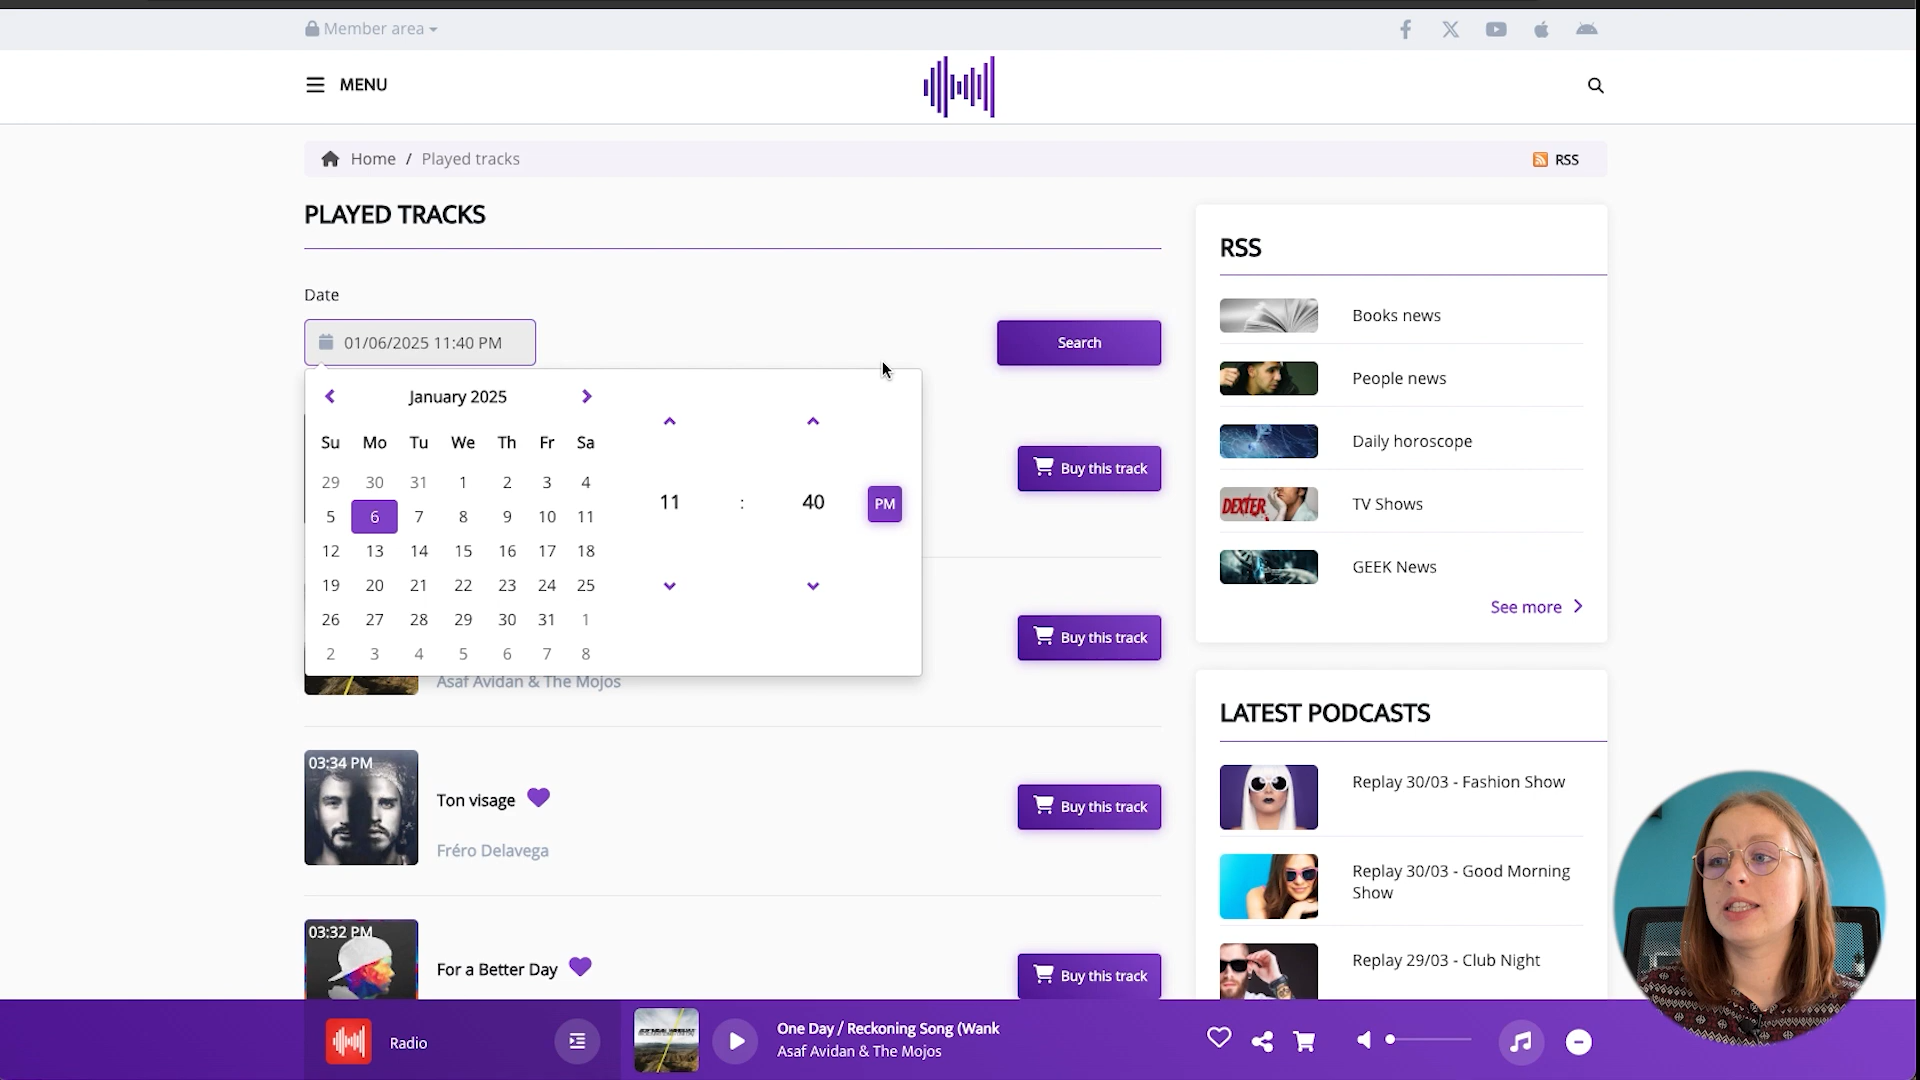 Member area
MENU
Home / Played tracks
RSS
PLAYED TRACKS
Date
01/06/2025 11:40 PM
Search
January 2025
Su Mo Tu We Th Fr Sa
29 30 31 1 2 3 4
5 6 7 8 9 10 11
12 13 14 15 16 17 18
19 20 21 22 23 24 25
26 27 28 29 30 31 1
2 3 4 5 6 7 8
11 : 40 PM
Buy this track
Buy this track
Asaf Avidan & The Mojos
03:34 PM
Ton visage
Fréro Delavega
Buy this track
03:32 PM
For a Better Day
Buy this track
RSS
Books news
People news
Daily horoscope
DEXTER
TV Shows
GEEK News
See more
LATEST PODCASTS
Replay 30/03 - Fashion Show
Replay 30/03 - Good Morning
Show
Replay 29/03 - Club Night
Radio
One Day / Reckoning Song (Wank
Asaf Avidan & The Mojos